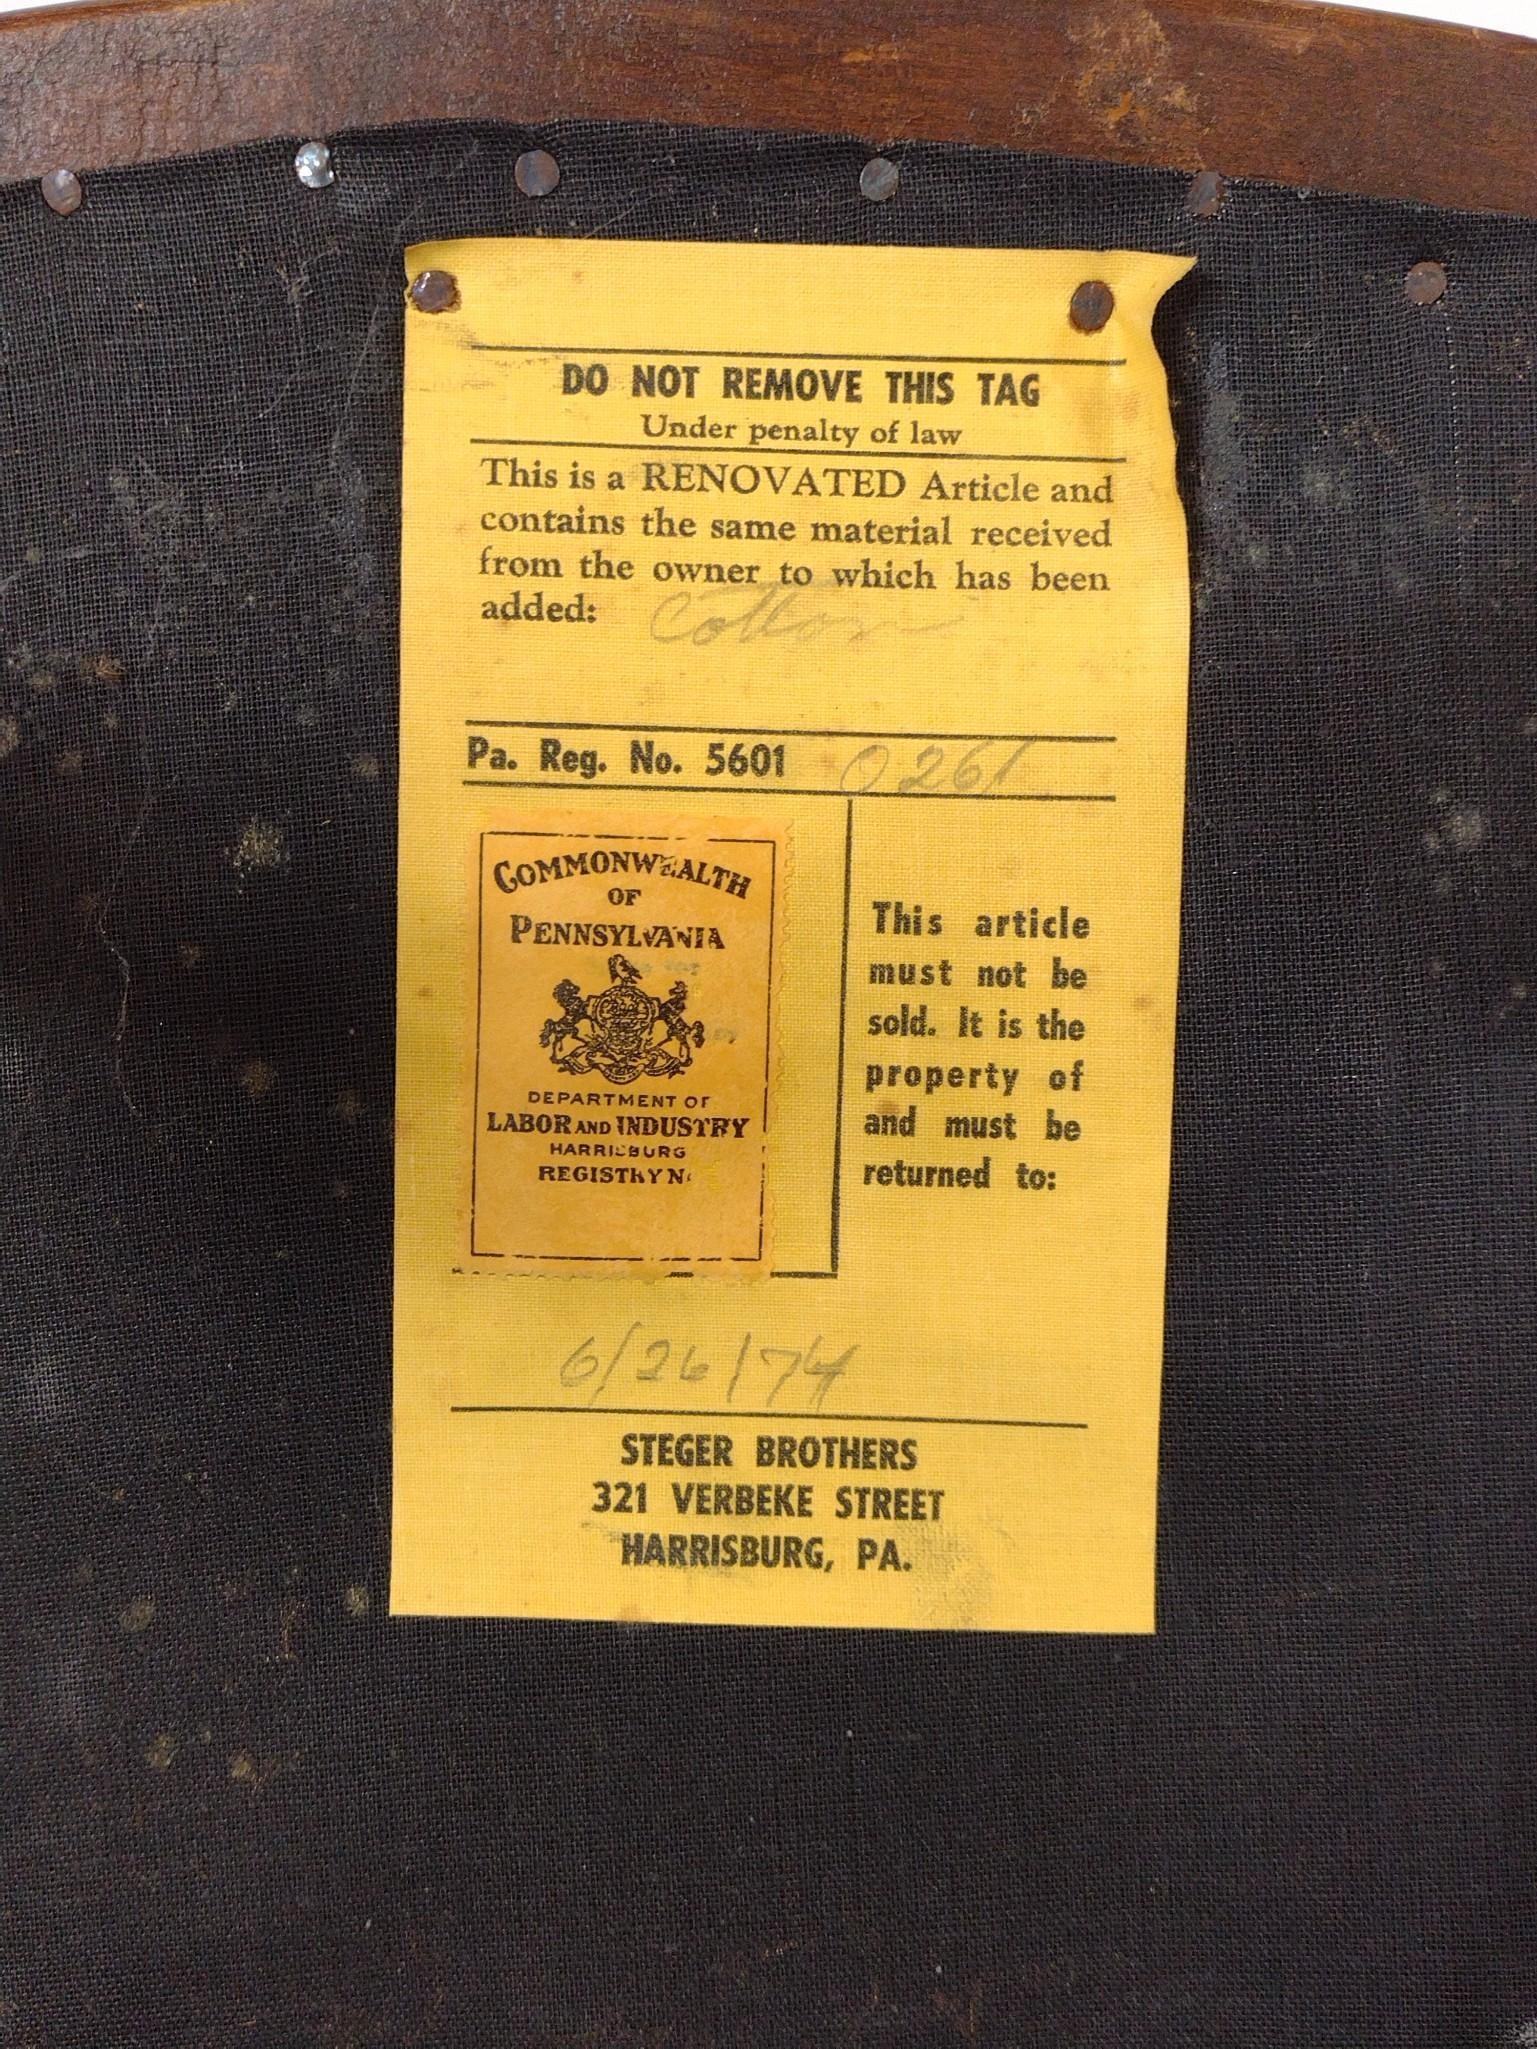 DO NOT REMOVE THIS TAG
Under penalty of law
This is a RENOVATED Article and
contains the same material received
from the owner to which has been
added: Cotton
Pa. Reg. No. 5601 0261
COMMONWEALTH
OF
PENNSYLVANIA
DEPARTMENT OF
LABOR AND INDUSTRY
HARRISBURG
REGISTRY N
This article
must not be
sold. It is the
property of
and must be
returned to:
6/26/74
STEGER BROTHERS
321 VERBEKE STREET
HARRISBURG, PA.